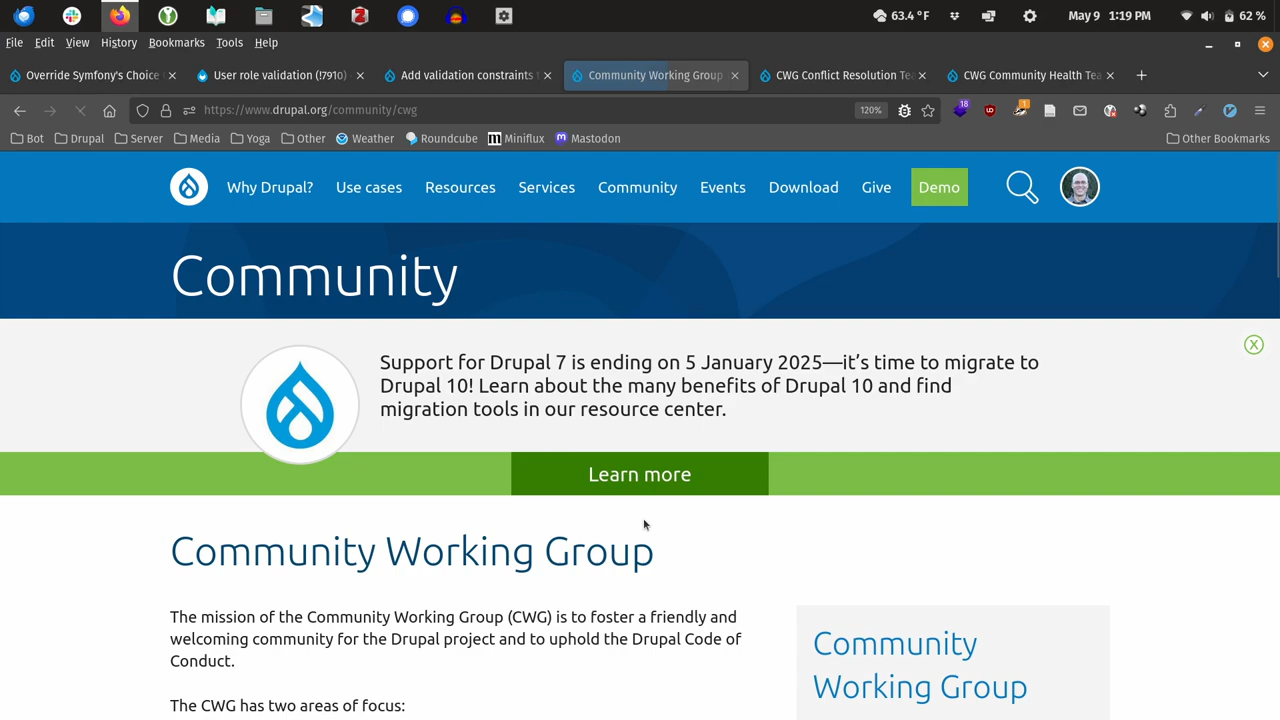 63.4 °F
May 9 1:19 PM
62 %
File Edit View History Bookmarks Tools Help
Override Symfony's Choice
User role validation (!7910)
Add validation constraints t
Community Working Group
CWG Conflict Resolution Tea
CWG Community Health Tea
https://www.drupal.org/community/cwg
120%
18
1
Bot Drupal Server Media Yoga Other Weather Roundcube Miniflux Mastodon Other Bookmarks
Why Drupal? Use cases Resources Services Community Events Download Give Demo
Community
Support for Drupal 7 is ending on 5 January 2025—it's time to migrate to
Drupal 10! Learn about the many benefits of Drupal 10 and find
migration tools in our resource center.
X
Learn more
Community Working Group
The mission of the Community Working Group (CWG) is to foster a friendly and
welcoming community for the Drupal project and to uphold the Drupal Code of
Conduct.
The CWG has two areas of focus:
Community
Working Group